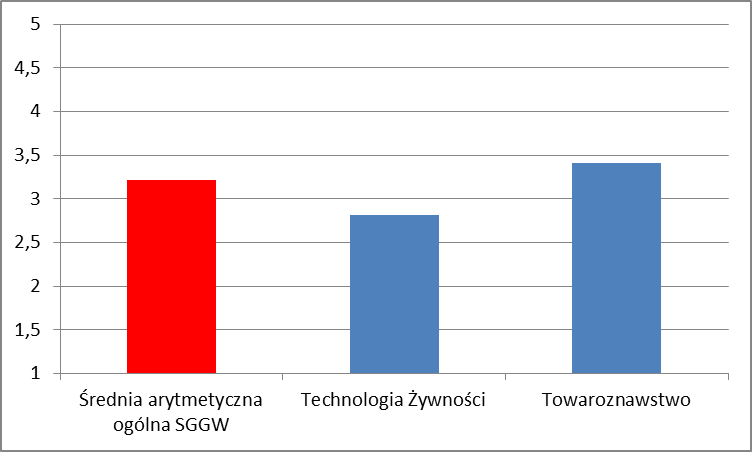 5
4,5
4
3,5
3
2,5
2
1,5
1
Średnia arytmetyczna
ogólna SGGW
Technologia Żywności
Towaroznawstwo